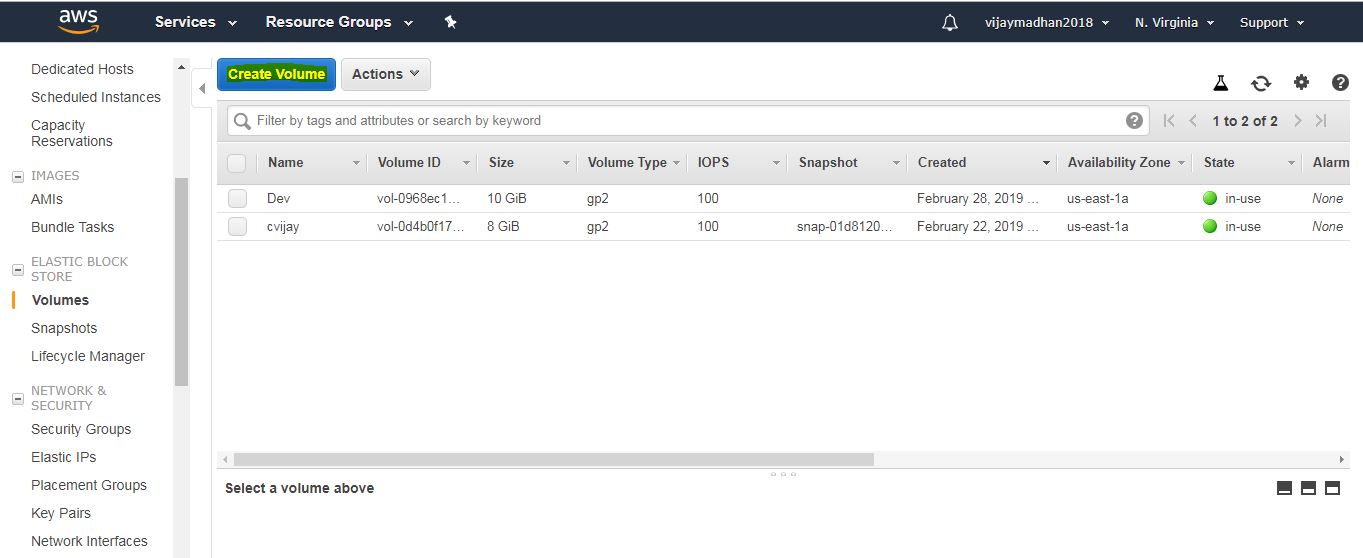 aws Services Resource Groups vijaymadhan2018 N. Virginia Support
Dedicated Hosts
Scheduled Instances
Capacity
Reservations
IMAGES
AMIs
Bundle Tasks
ELASTIC BLOCK
STORE
Volumes
Snapshots
Lifecycle Manager
NETWORK &
SECURITY
Security Groups
Elastic IPs
Placement Groups
Key Pairs
Network Interfaces
Create Volume Actions
Filter by tags and attributes or search by keyword 1 to 2 of 2
Name Volume ID Size Volume Type IOPS Snapshot Created Availability Zone State Alarm
Dev vol-0968ec1... 10 GiB gp2 100 February 28, 2019 ... us-east-1a in-use None
cvijay vol-0d4b0f17... 8 GiB gp2 100 snap-01d8120... February 22, 2019 ... us-east-1a in-use None
Select a volume above